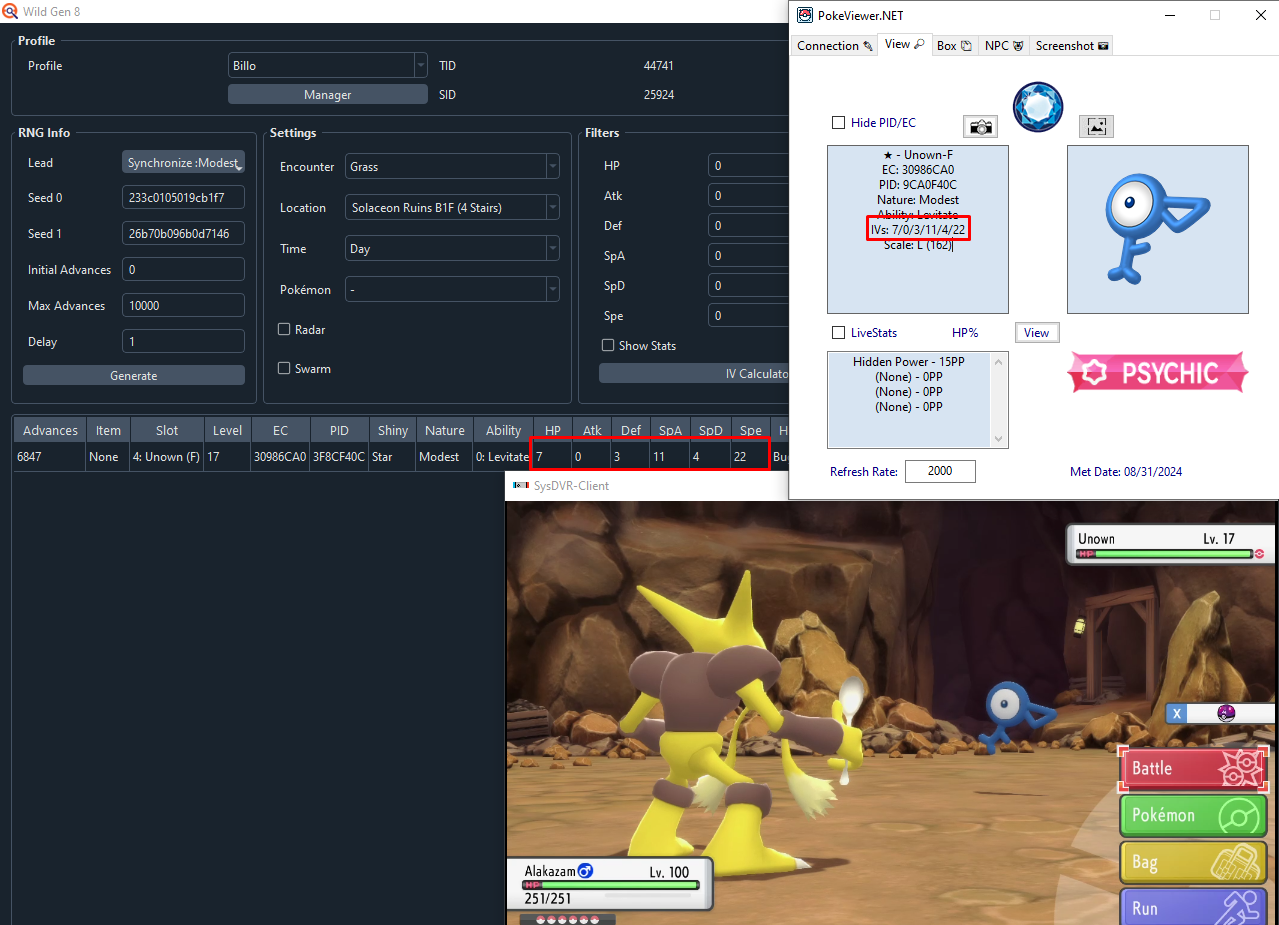 Wild Gen 8
Profile
Profile
Billo
TID
44741
Manager
SID
25924
RNG Info
Lead
Synchronize :Modest
Seed 0
233c0105019cb1f7
Seed 1
26b70b096b0d7146
Initial Advances
0
Max Advances
10000
Delay
1
Generate
Settings
Encounter
Grass
Location
Solaceon Ruins B1F (4 Stairs)
Time
Day
Pokémon
-
Radar
Swarm
Filters
HP
0
Atk
0
Def
0
SpA
0
SpD
0
Spe
0
Show Stats
IV Calculato
Advances Item Slot Level EC PID Shiny Nature Ability HP Atk Def SpA SpD Spe H
6847 None 4: Unown (F) 17 30986CA0 3F8CF40C Star Modest 0: Levitate 7 0 3 11 4 22 Bug
PokeViewer.NET
Connection View Box NPC Screenshot
Hide PID/EC
★ - Unown-F
EC: 30986CA0
PID: 9CA0F40C
Nature: Modest
Ability: Levitate
IVs: 7/0/3/11/4/22
Scale: L (162)
LiveStats
HP%
View
Hidden Power - 15PP
(None) - 0PP
(None) - 0PP
(None) - 0PP
PSYCHIC
Refresh Rate:
2000
Met Date: 08/31/2024
SysDVR-Client
Unown Lv. 17
HP
X
Battle
Pokémon
Bag
Run
Alakazam♂ Lv. 100
HP
251/251